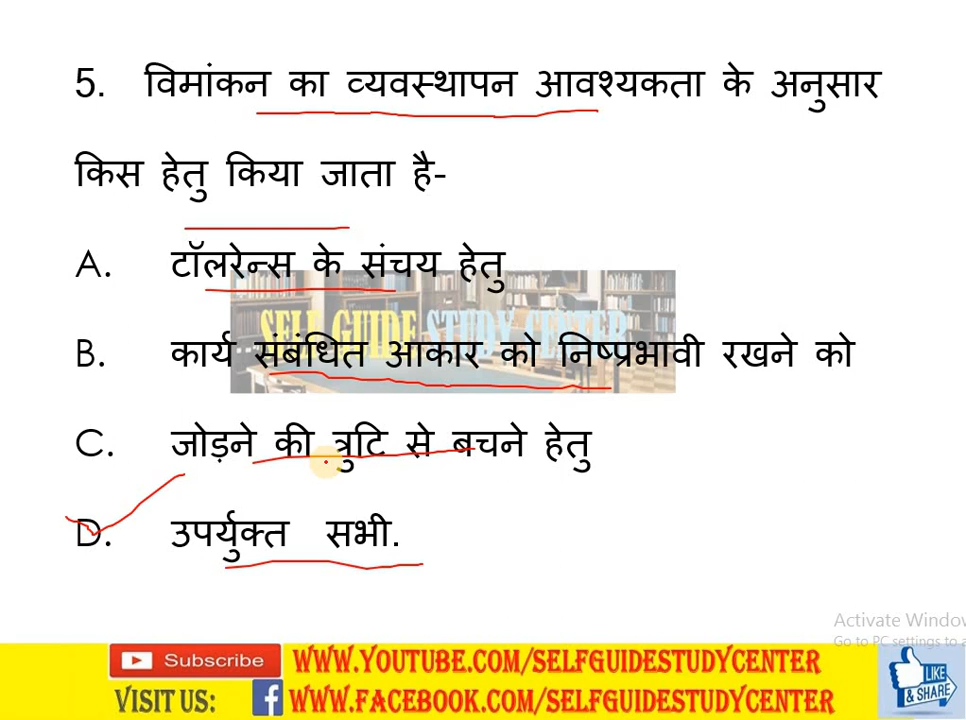 5. विमांकन का व्यवस्थापन आवश्यकता के अनुसार
किस हेतु किया जाता है-
A. टॉलरेन्स के संचय हेतु
SELF GUIDE STUDY CENTER
B. कार्य संबंधित आकार को निष्प्रभावी रखने को
C. जोड़ने की त्रुटि से बचने हेतु
D. उपर्युक्त सभी.
Activate Window
Go to PC settings to a
Subscribe WWW.YOUTUBE.COM/SELFGUIDESTUDYCENTER
VISIT US: f WWW.FACEBOOK.COM/SELFGUIDESTUDYCENTER
LIKE
& SHARE